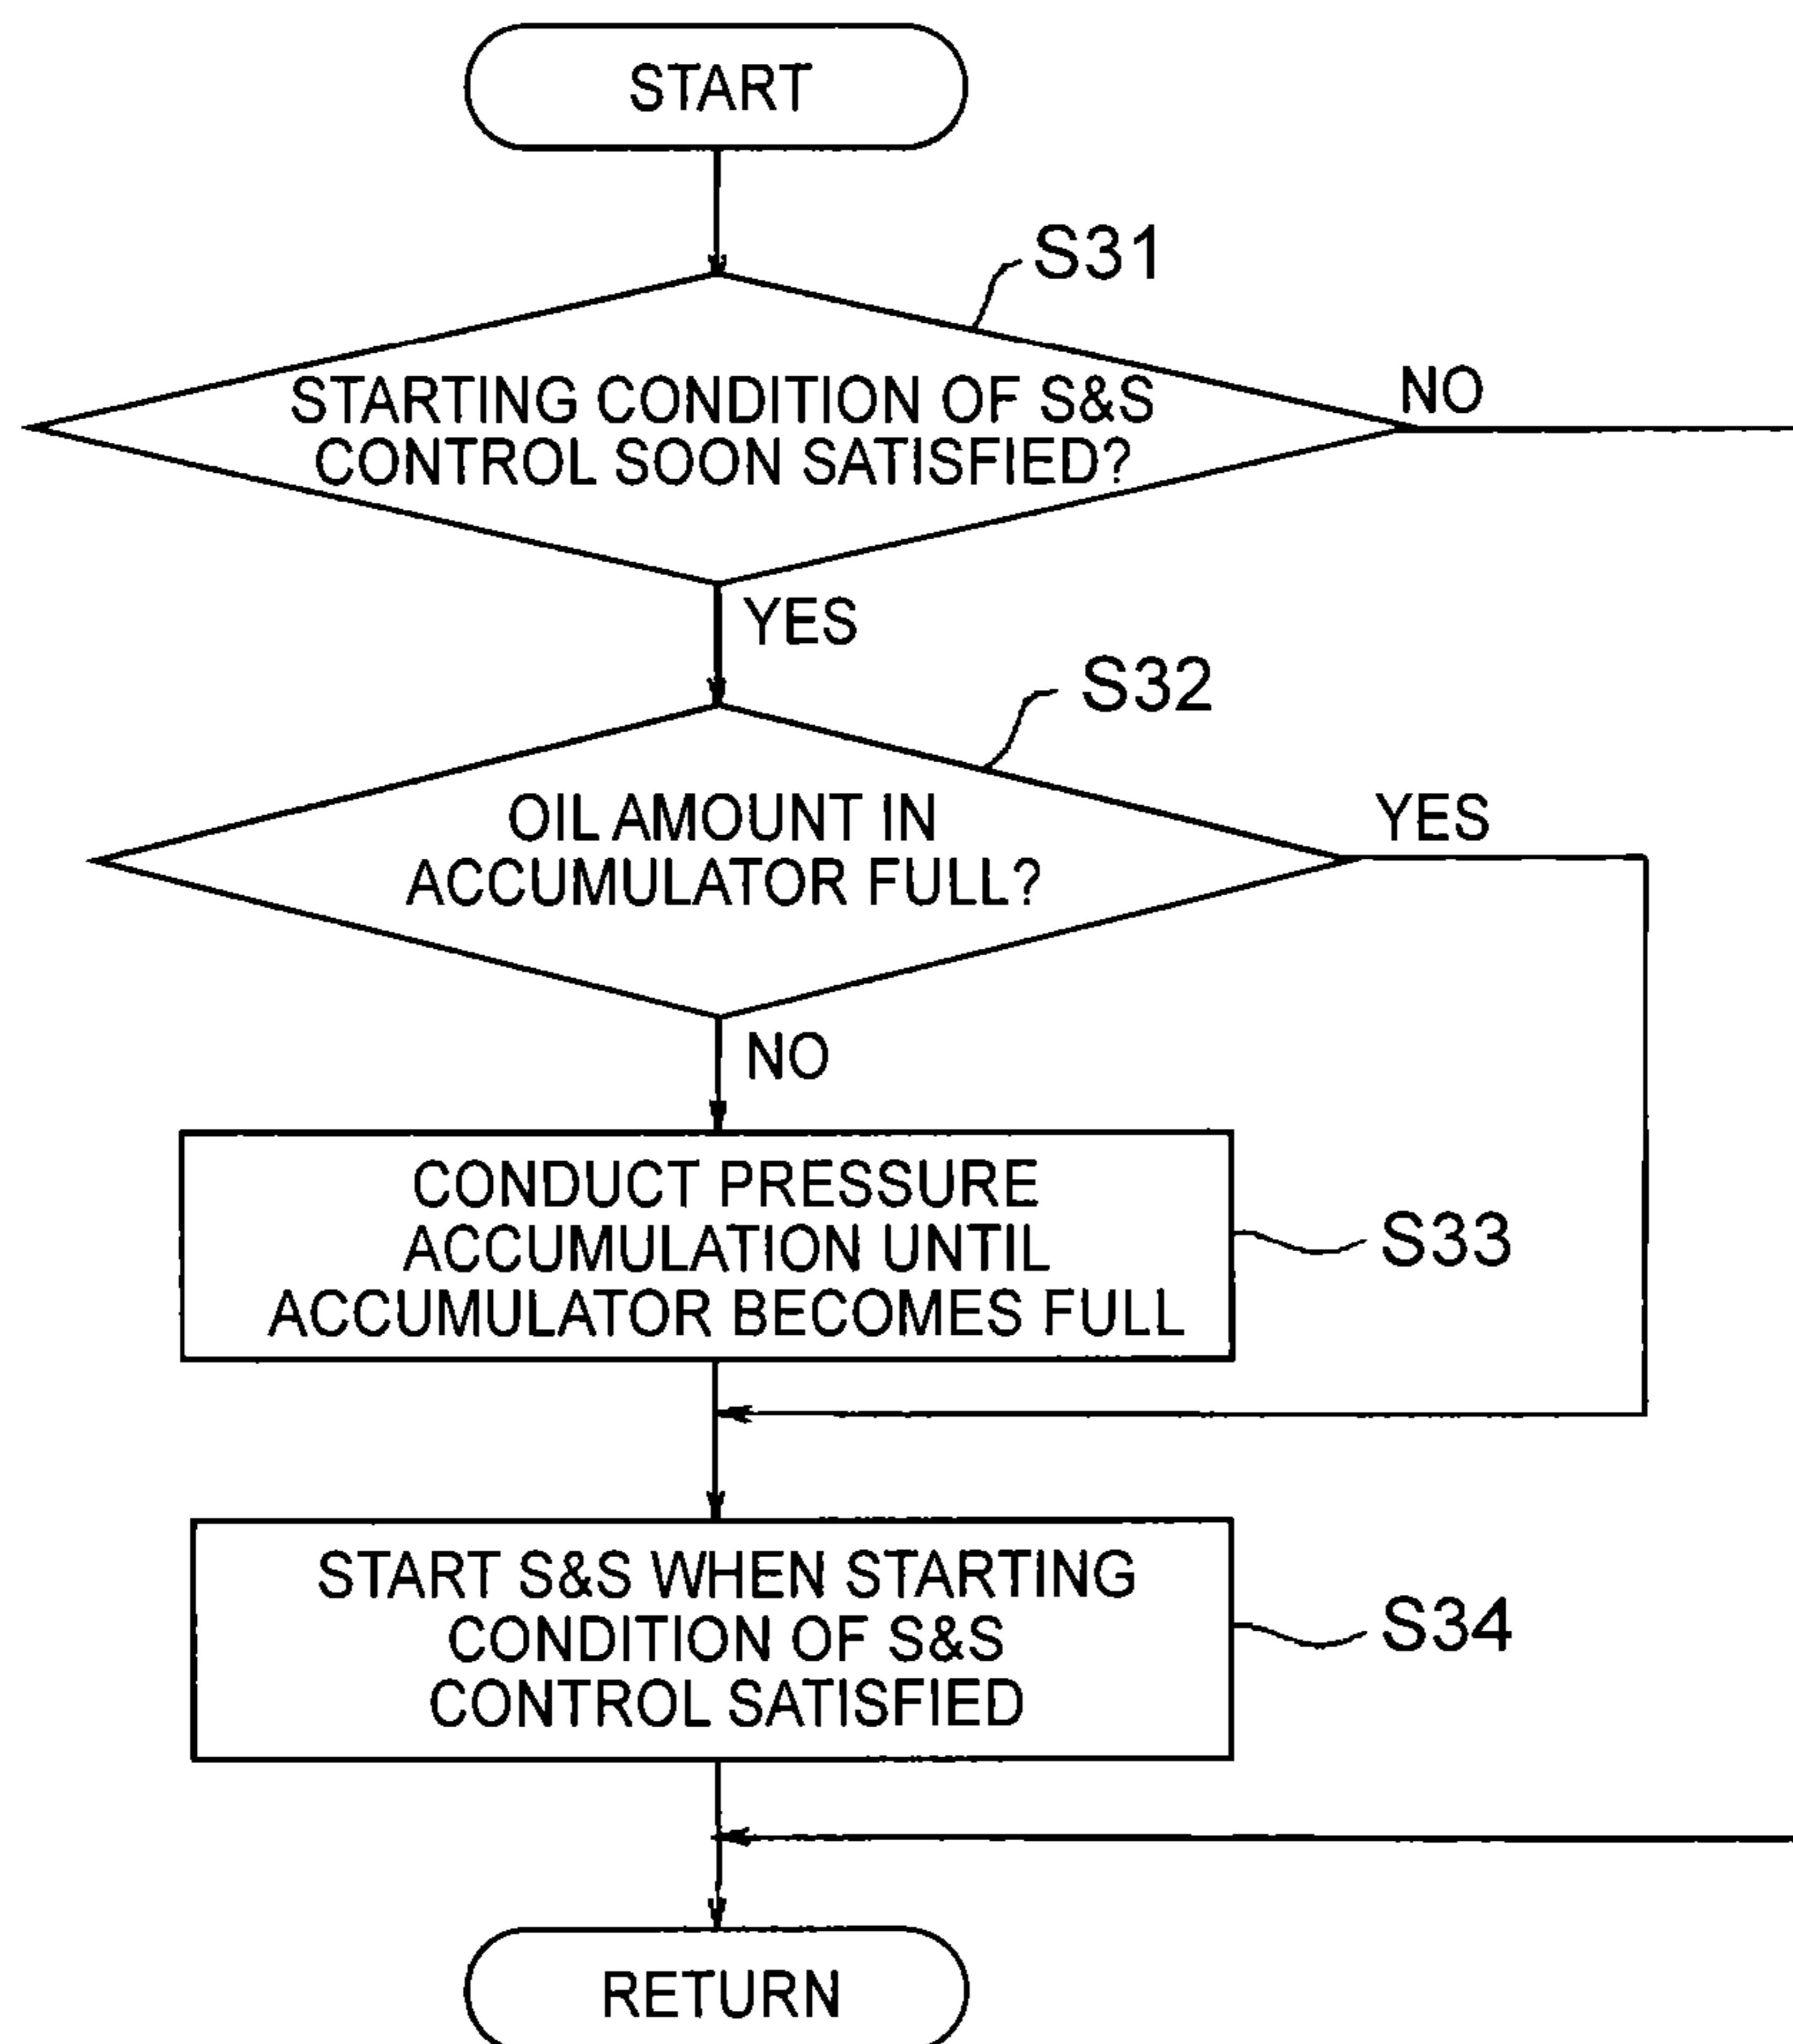 START
S31
STARTING CONDITION OF S&S
CONTROL SOON SATISFIED?
NO
YES
S32
OIL AMOUNT IN
ACCUMULATOR FULL?
YES
NO
CONDUCT PRESSURE
ACCUMULATION UNTIL
ACCUMULATOR BECOMES FULL
S33
START S&S WHEN STARTING
CONDITION OF S&S
CONTROL SATISFIED
S34
RETURN